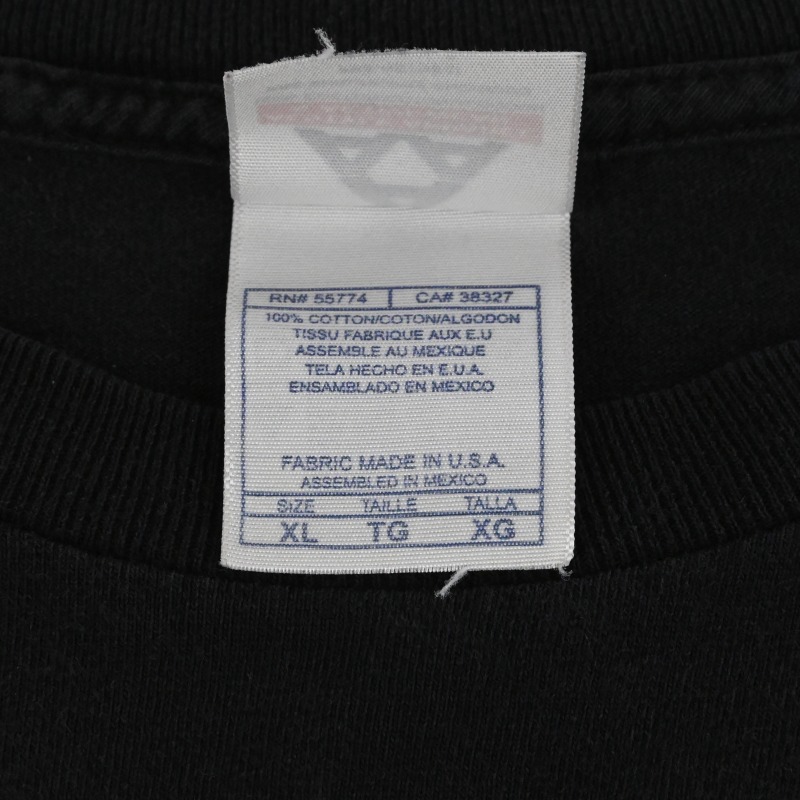 RN# 55774 CA# 38327
100% COTTON/COTON/ALGODON
TISSU FABRIQUE AUX E.U
ASSEMBLE AU MEXIQUE
TELA HECHO EN E.U.A.
ENSAMBLADO EN MEXICO
FABRIC MADE IN U.S.A.
ASSEMBLED IN MEXICO
SIZE TAILLE TALLA
XL TG XG